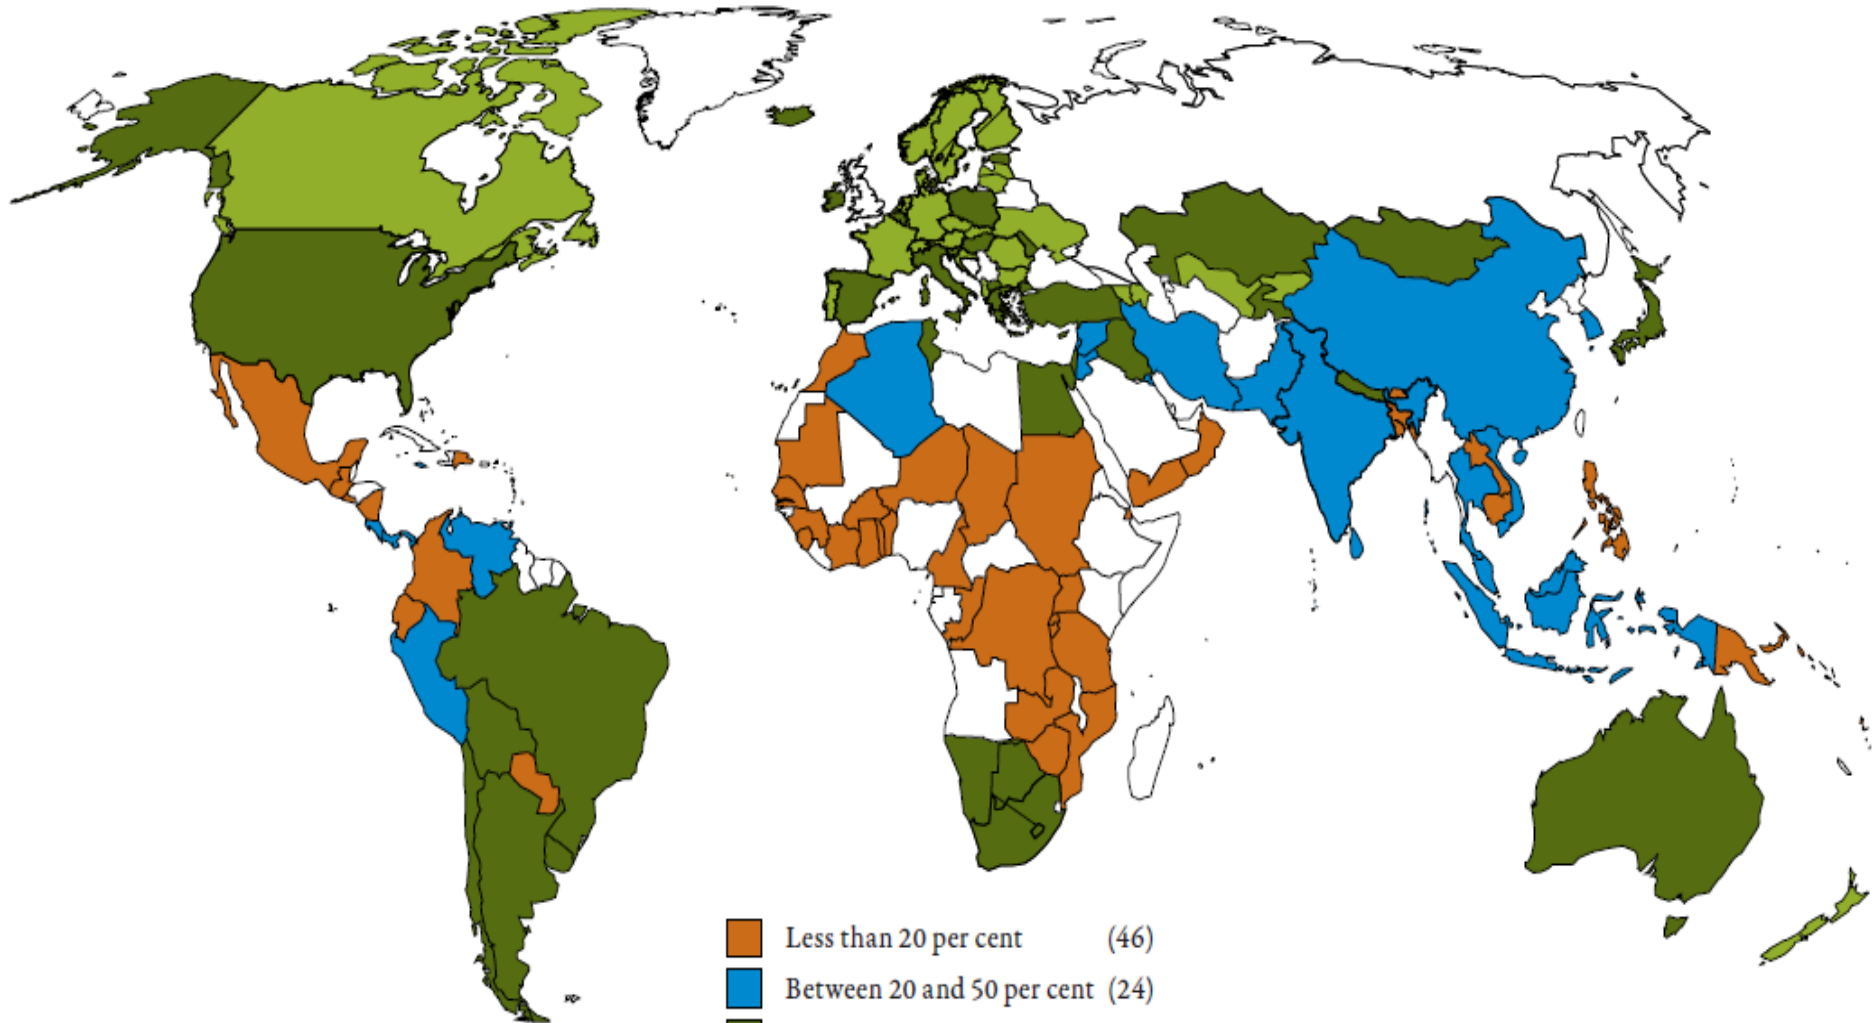 Less than 20 per cent (46)
Between 20 and 50 per cent (24)